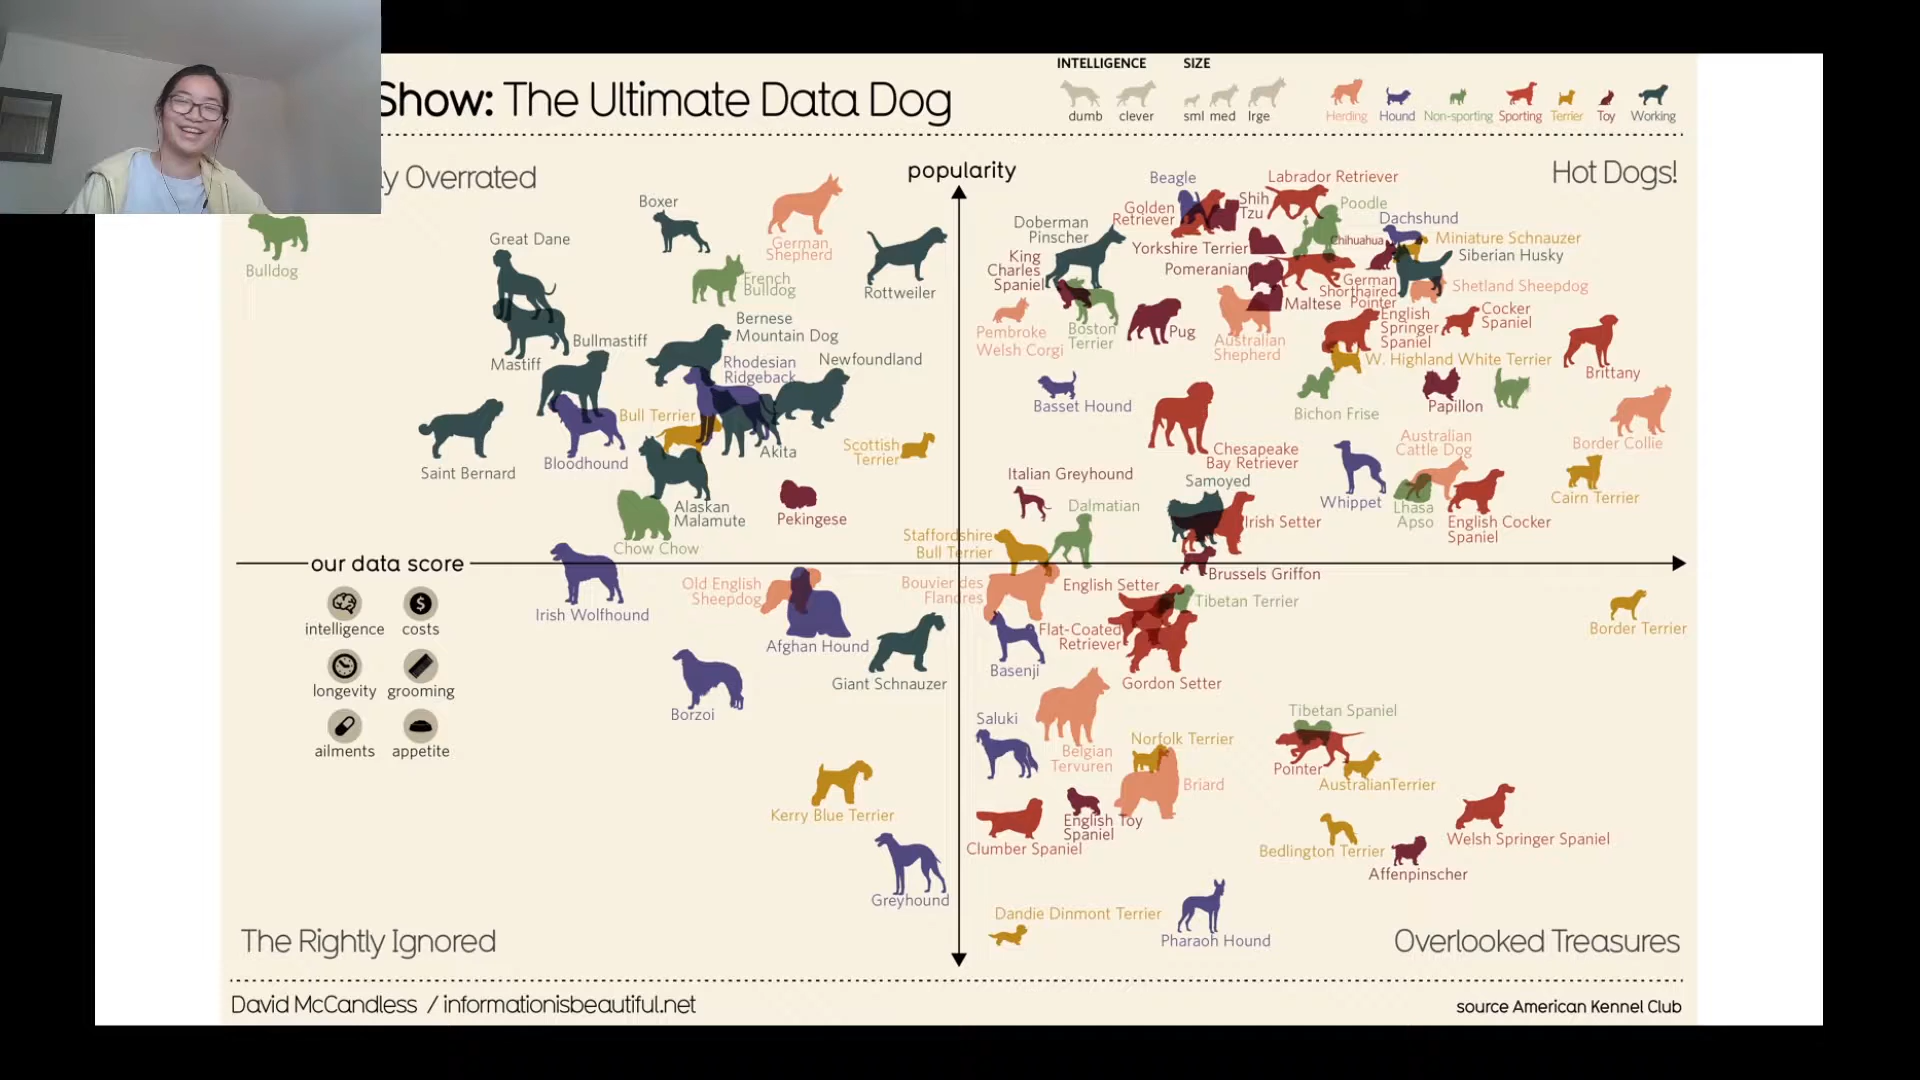 INTELLIGENCE
SIZE
Show: The Ultimate Data Dog
dumb
clever
sml
med
lrge
Herding
Hound
Non-sporting
Sporting
Terrier
Toy
Working
y Overrated
popularity
Hot Dogs!
Bulldog
Great Dane
Boxer
German
Shepherd
French
Bulldog
Rottweiler
Mastiff
Bullmastiff
Bernese
Mountain Dog
Rhodesian
Ridgeback
Newfoundland
Saint Bernard
Bloodhound
Bull Terrier
Akita
Scottish
Terrier
Alaskan
Malamute
Pekingese
Chow Chow
Beagle
Golden
Retriever
Shih
Tzu
Labrador Retriever
Poodle
Dachshund
Doberman
Pinscher
Yorkshire Terrier
Chihuahua
Miniature Schnauzer
Siberian Husky
King
Charles
Spaniel
Pomeranian
German
Shorthaired
Pointer
Shetland Sheepdog
Maltese
Pembroke
Welsh Corgi
Boston
Terrier
Pug
Australian
Shepherd
English
Springer
Spaniel
Cocker
Spaniel
W. Highland White Terrier
Brittany
Basset Hound
Bichon Frise
Papillon
Border Collie
Chesapeake
Bay Retriever
Australian
Cattle Dog
Italian Greyhound
Samoyed
Whippet
Lhasa
Apso
English Cocker
Spaniel
Cairn Terrier
Dalmatian
Irish Setter
Staffordshire
Bull Terrier
our data score
intelligence
costs
longevity
grooming
ailments
appetite
Irish Wolfhound
Old English
Sheepdog
Afghan Hound
Giant Schnauzer
Borzoi
Kerry Blue Terrier
Greyhound
Bouvier des
Flandres
English Setter
Brussels Griffon
Tibetan Terrier
Border Terrier
Flat-Coated
Retriever
Basenji
Gordon Setter
Saluki
Belgian
Tervuren
Norfolk Terrier
Briard
Tibetan Spaniel
Pointer
AustralianTerrier
English Toy
Spaniel
Clumber Spaniel
Welsh Springer Spaniel
Bedlington Terrier
Affenpinscher
Dandie Dinmont Terrier
Pharaoh Hound
The Rightly Ignored
Overlooked Treasures
David McCandless / informationisbeautiful.net
source American Kennel Club